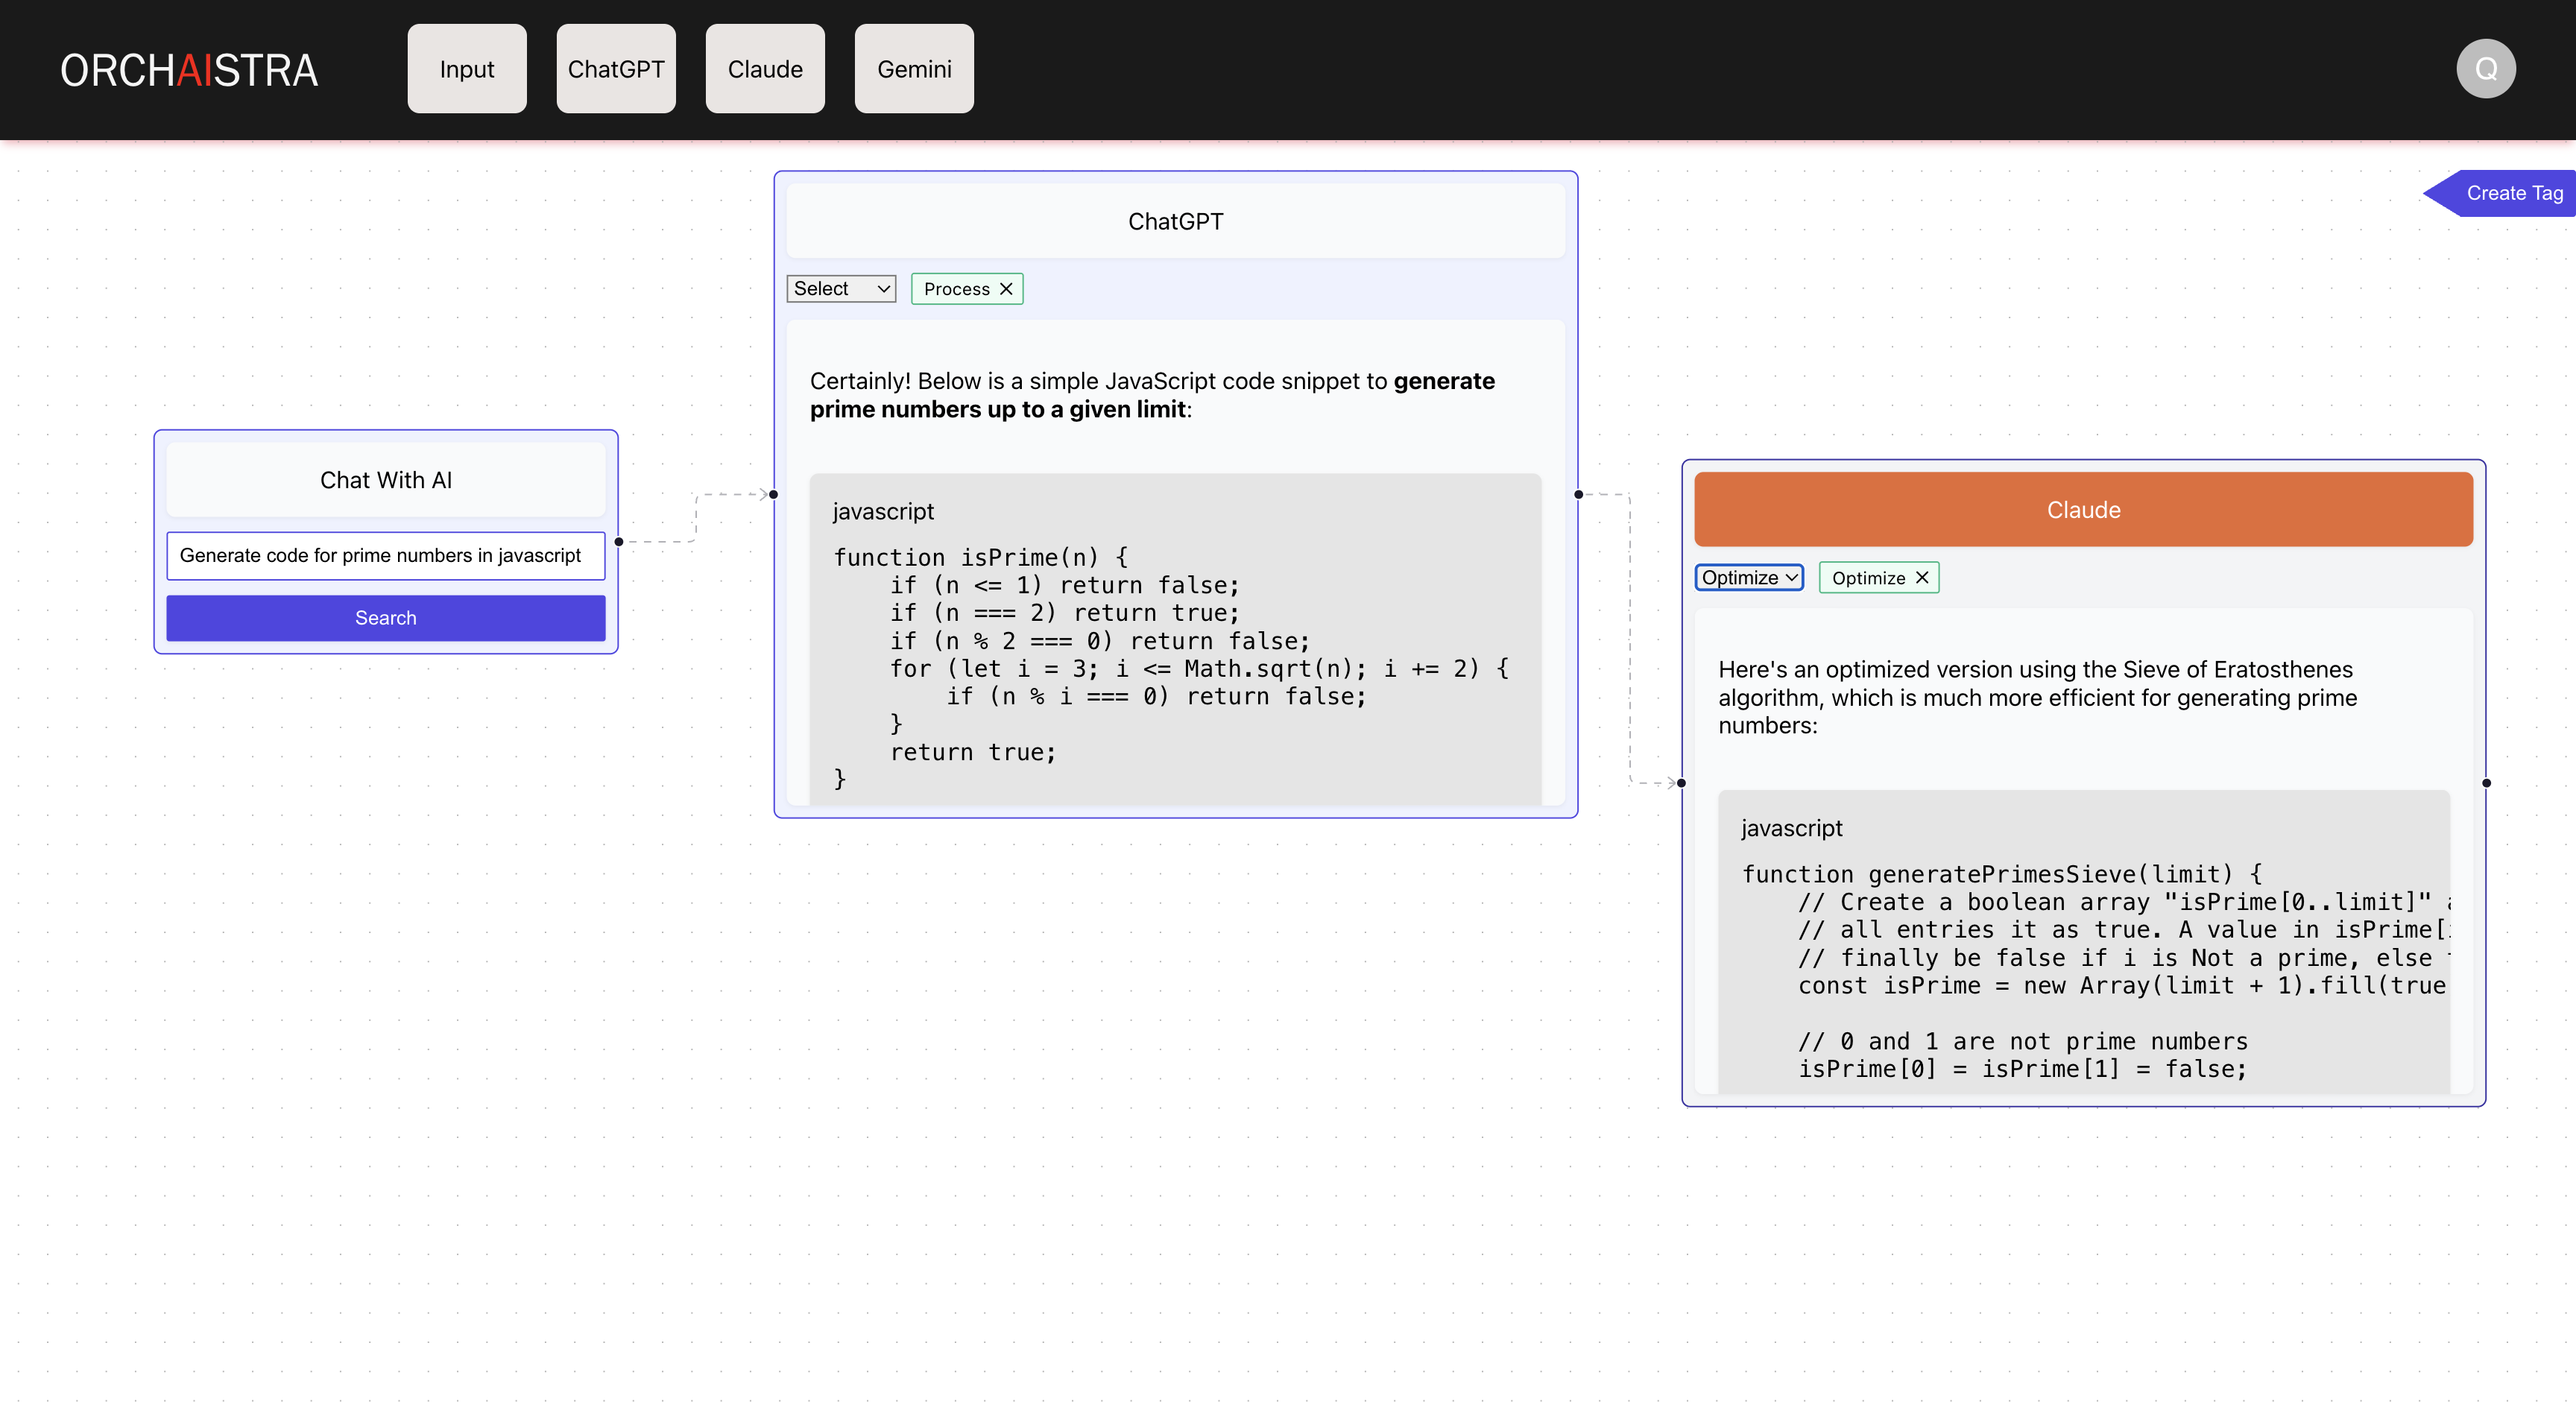 ORCHAISTRA
Input
ChatGPT
Claude
Gemini
Q
Create Tag
Chat With AI
Generate code for prime numbers in javascript
Search
ChatGPT
Select
Process
Certainly! Below is a simple JavaScript code snippet to generate
prime numbers up to a given limit:
javascript
function isPrime(n) {
    if (n <= 1) return false;
    if (n === 2) return true;
    if (n % 2 === 0) return false;
    for (let i = 3; i <= Math.sqrt(n); i += 2) {
        if (n % i === 0) return false;
    }
    return true;
}
Claude
Optimize
Optimize
Here's an optimized version using the Sieve of Eratosthenes
algorithm, which is much more efficient for generating prime
numbers:
javascript
function generatePrimesSieve(limit) {
    // Create a boolean array "isPrime[0..limit]"
    // all entries it as true. A value in isPrime[
    // finally be false if i is Not a prime, else
    const isPrime = new Array(limit + 1).fill(true
    // 0 and 1 are not prime numbers
    isPrime[0] = isPrime[1] = false;